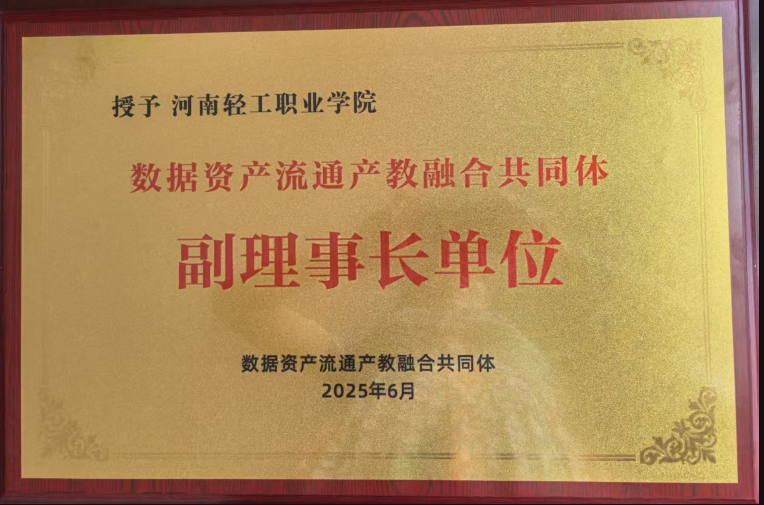 授予 河南轻工职业学院
数据资产流通产教融合共同体
副理事长单位
数据资产流通产教融合共同体
2025年6月